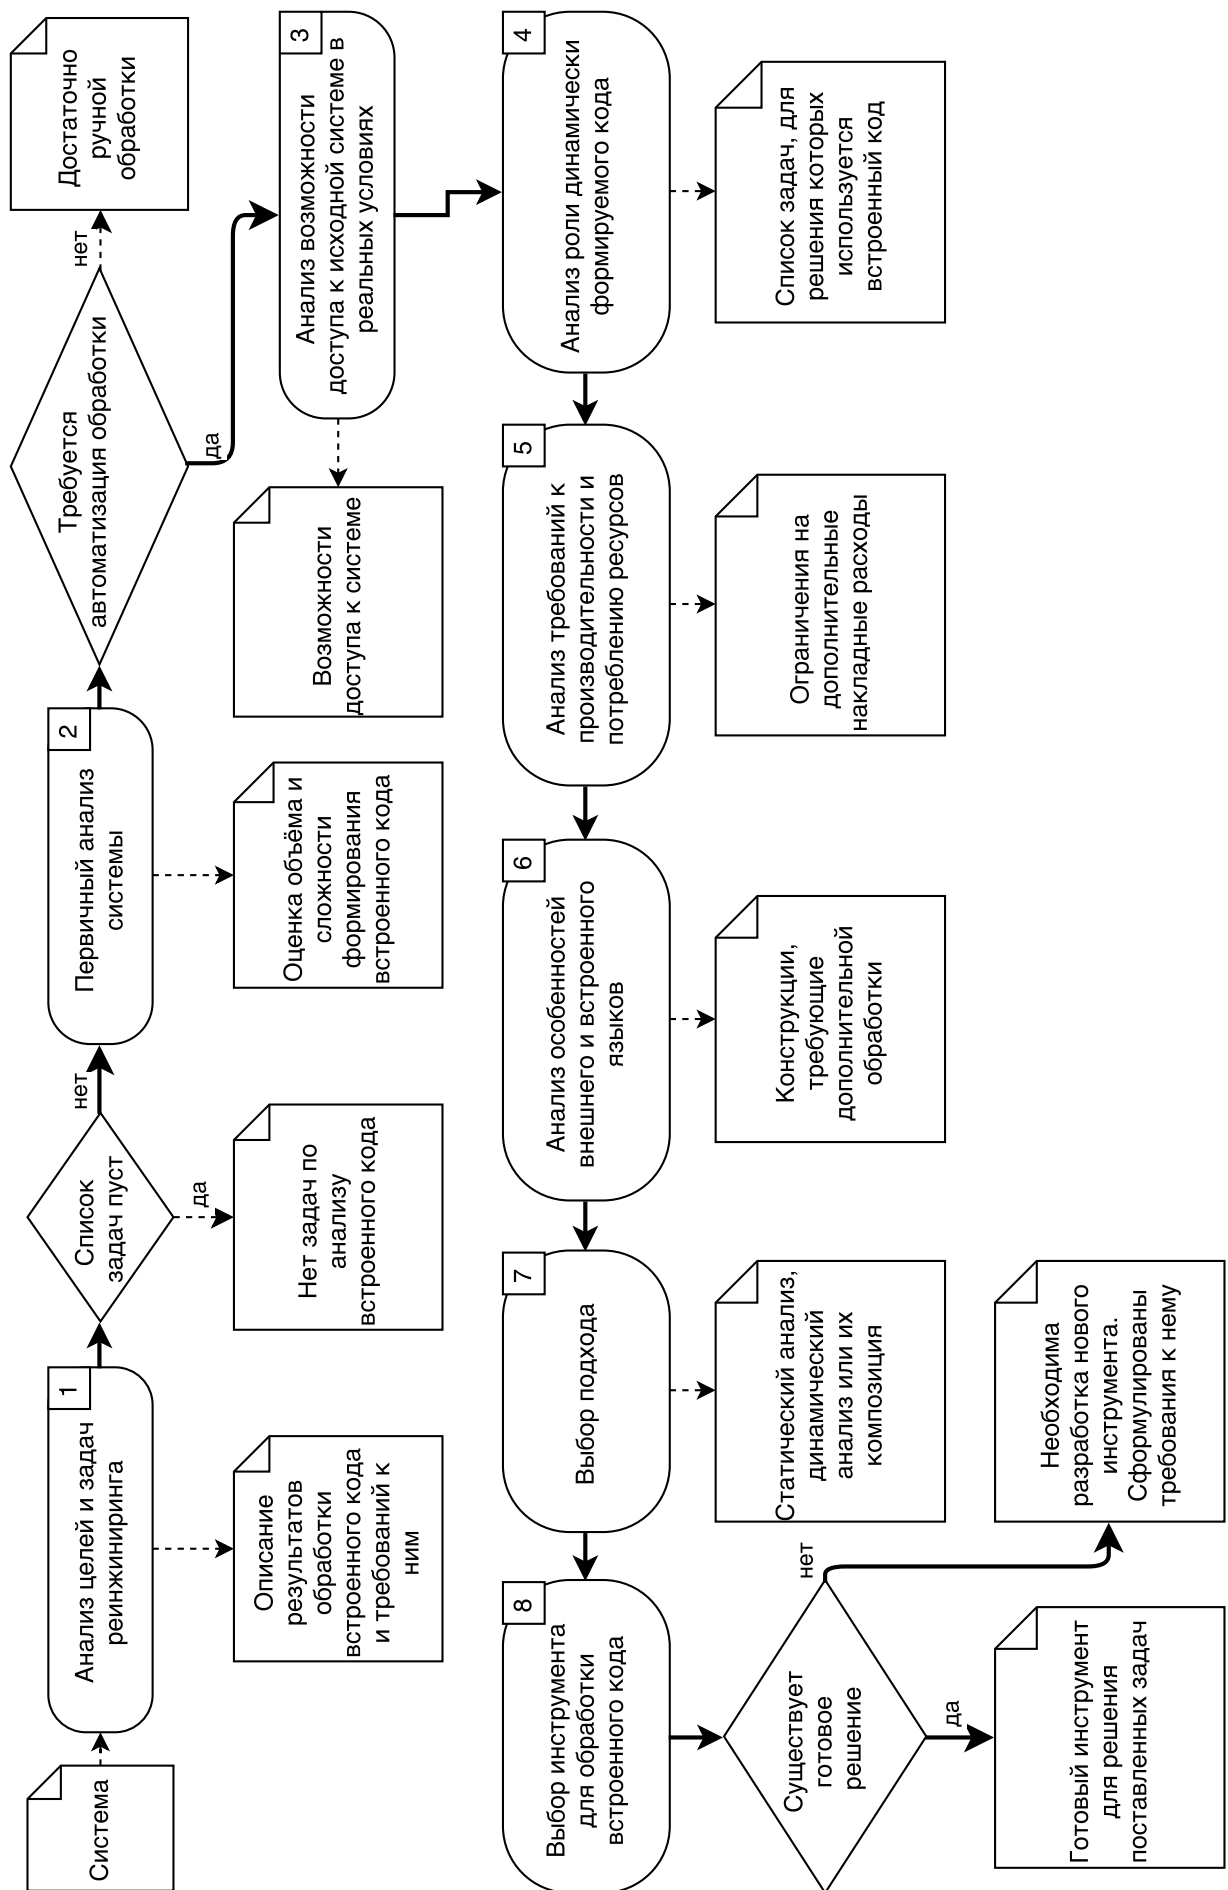 Система
1
Анализ целей и задач
реинжиниринга
Описание
результатов
обработки
встроенного кода
и требований к
ним
Список
задач пуст
да
Нет задач по
анализу
встроенного кода
нет
2
Первичный анализ
системы
Оценка объёма и
сложности
формирования
встроенного кода
Требуется
автоматизация обработки
нет
Достаточно
ручной
обработки
да
3
Анализ возможности
доступа к исходной системе в
реальных условиях
Возможности
доступа к системе
4
Анализ роли динамически
формируемого кода
Список задач, для
решения которых
используется
встроенный код
5
Анализ требований к
производительности и
потреблению ресурсов
Ограничения на
дополнительные
накладные расходы
6
Анализ особенностей
внешнего и встроенного
языков
Конструкции,
требующие
дополнительной
обработки
7
Выбор подхода
Статический анализ,
динамический
анализ или их
композиция
8
Выбор инструмента
для обработки
встроенного кода
Существует
готовое
решение
нет
Необходима
разработка нового
инструмента.
Сформулированы
требования к нему
да
Готовый инструмент
для решения
поставленных задач